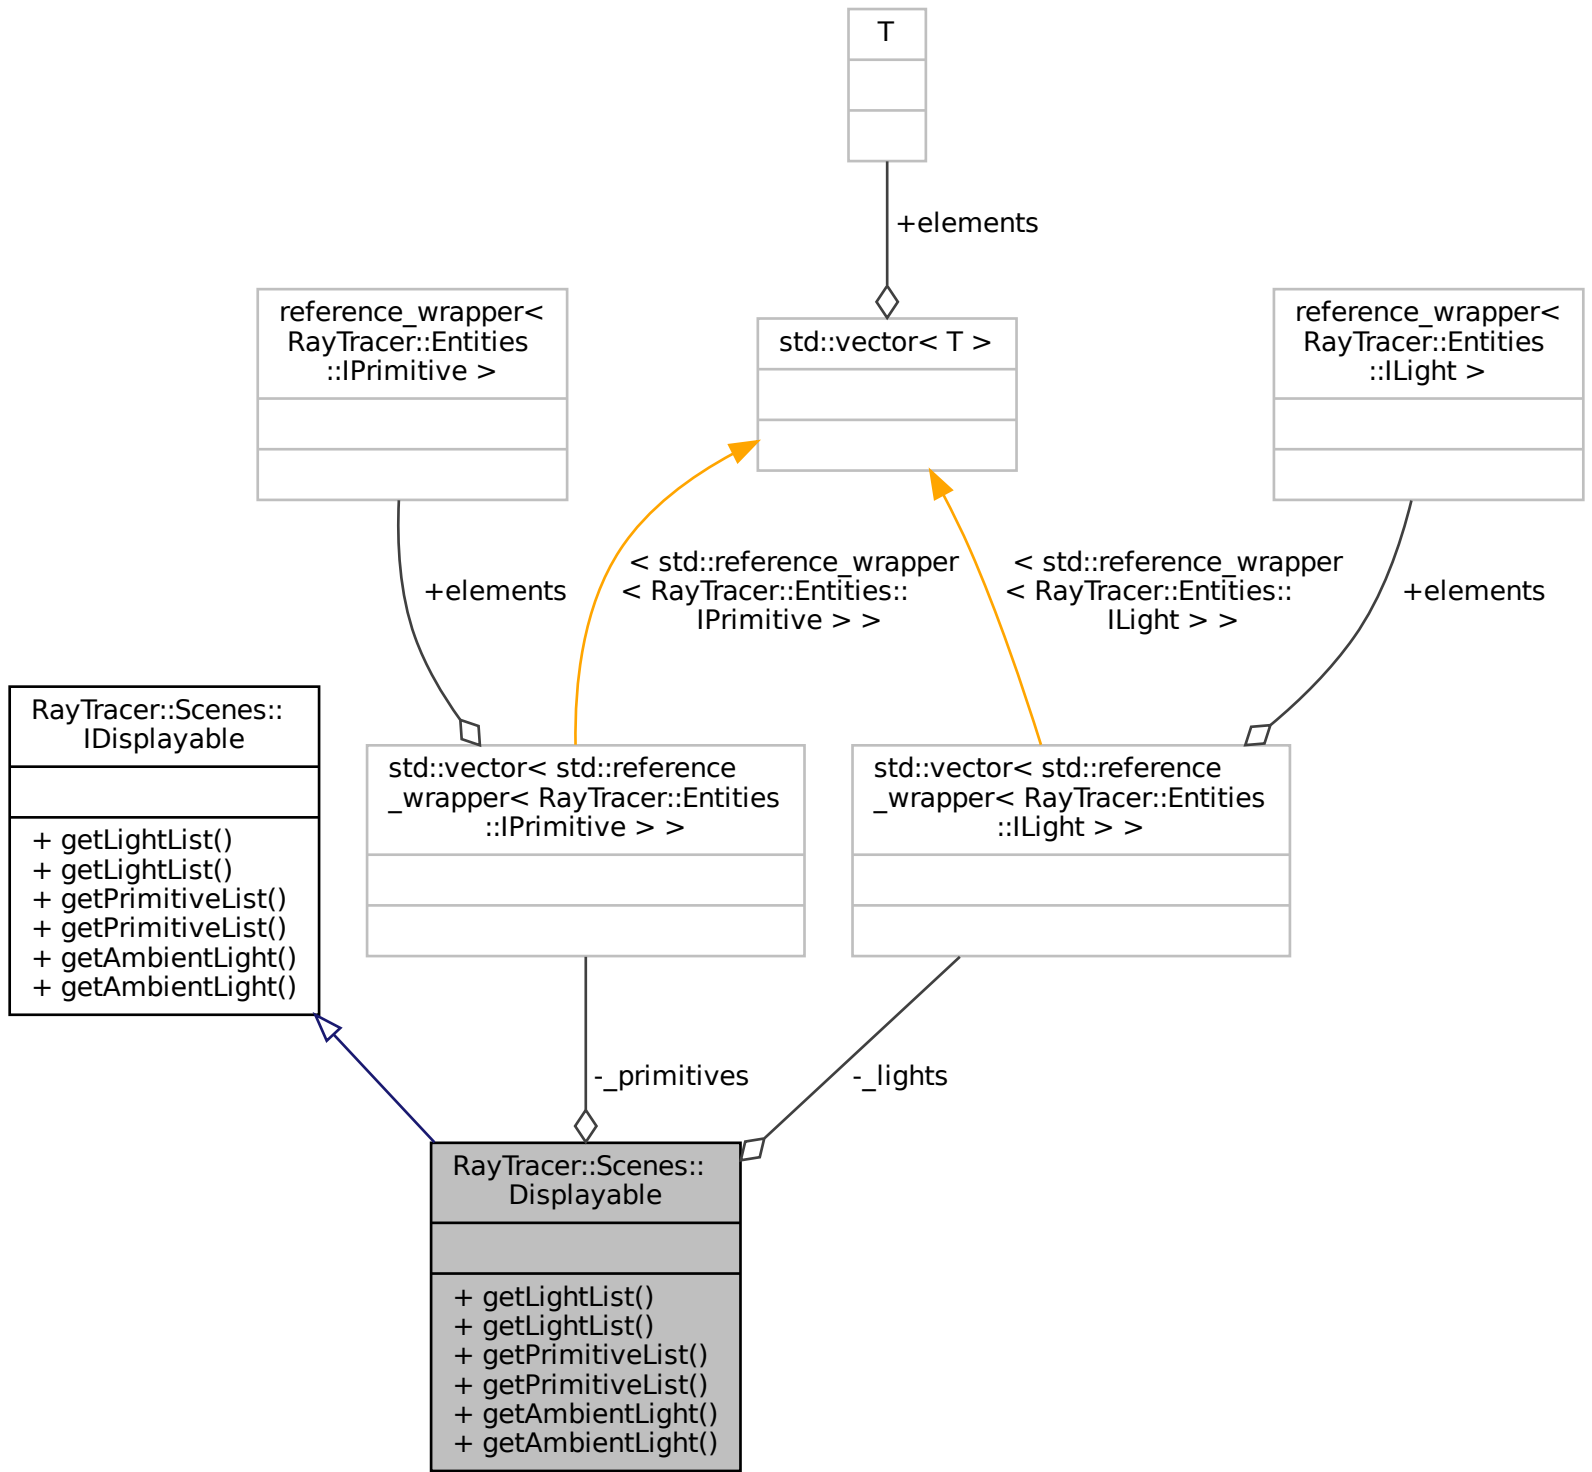 T
+elements
reference_wrapper<
RayTracer::Entities
::IPrimitive >
std::vector< T >
reference_wrapper<
RayTracer::Entities
::ILight >
+elements
< std::reference_wrapper
< RayTracer::Entities::
IPrimitive > >
< std::reference_wrapper
< RayTracer::Entities::
ILight > >
+elements
RayTracer::Scenes::
IDisplayable
+ getLightList()
+ getLightList()
+ getPrimitiveList()
+ getPrimitiveList()
+ getAmbientLight()
+ getAmbientLight()
std::vector< std::reference
_wrapper< RayTracer::Entities
::IPrimitive > >
std::vector< std::reference
_wrapper< RayTracer::Entities
::ILight > >
-_primitives
-_lights
RayTracer::Scenes::
Displayable
+ getLightList()
+ getLightList()
+ getPrimitiveList()
+ getPrimitiveList()
+ getAmbientLight()
+ getAmbientLight()